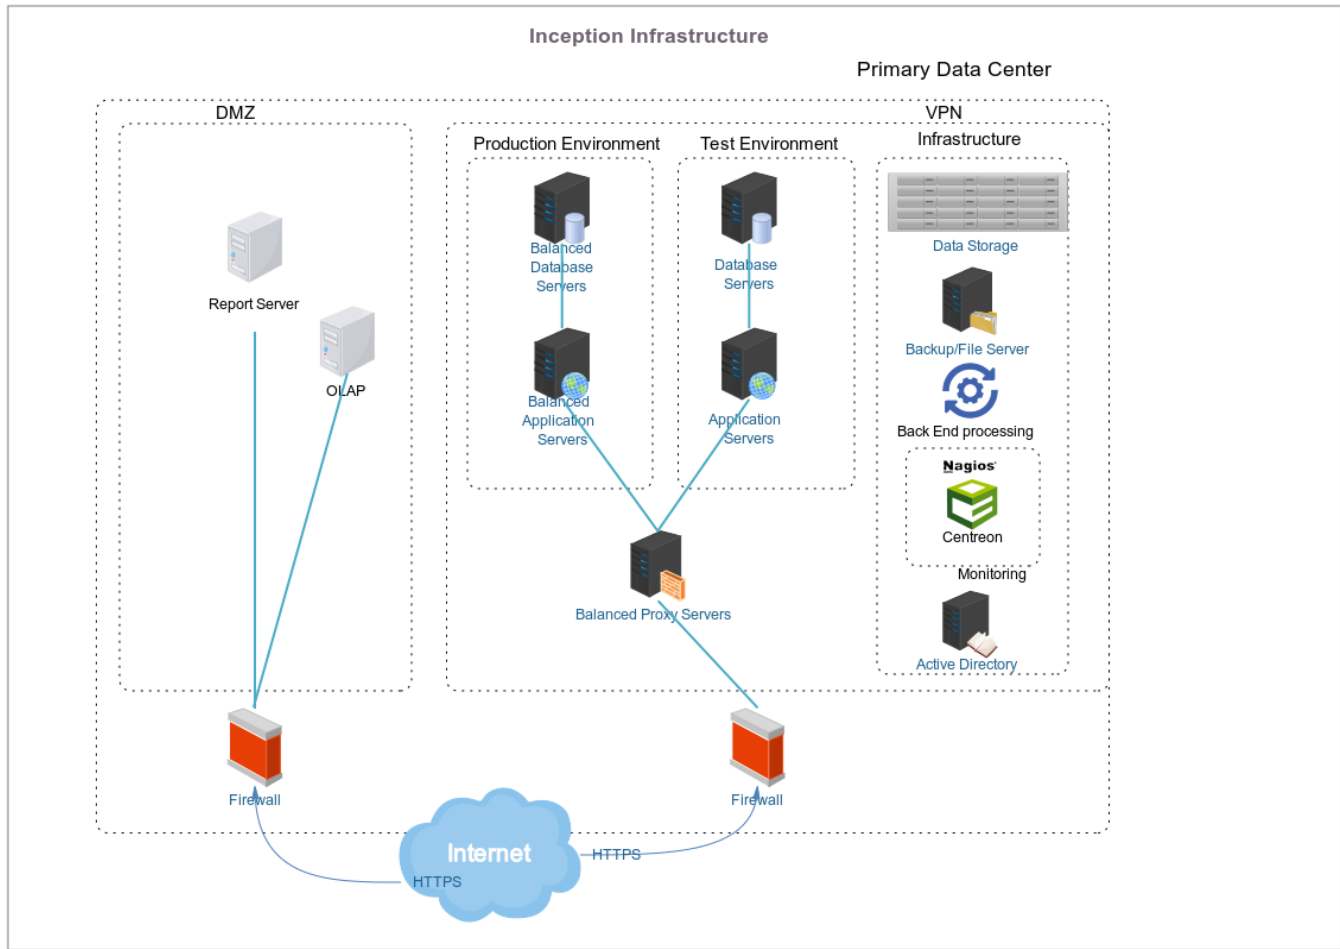 Inception Infrastructure
Primary Data Center
DMZ
VPN
Production Environment
Test Environment
Infrastructure
Balanced
Database
Servers
Database
Servers
Data Storage
Report Server
OLAP
Backup/File Server
Balanced
Application
Servers
Application
Servers
Back End processing
Nagios®
Centreon
Monitoring
Balanced Proxy Servers
Active Directory
Firewall
Firewall
Internet
HTTPS
HTTPS